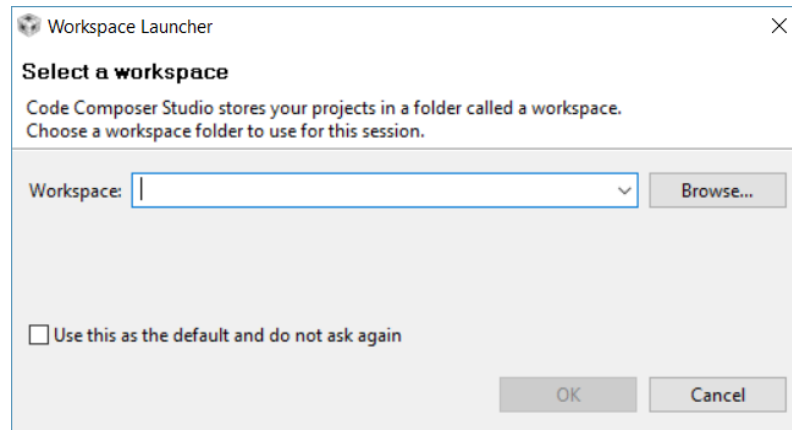 Workspace Launcher
Select a workspace
Code Composer Studio stores your projects in a folder called a workspace.
Choose a workspace folder to use for this session.
Workspace: Browse...
Use this as the default and do not ask again
OK Cancel